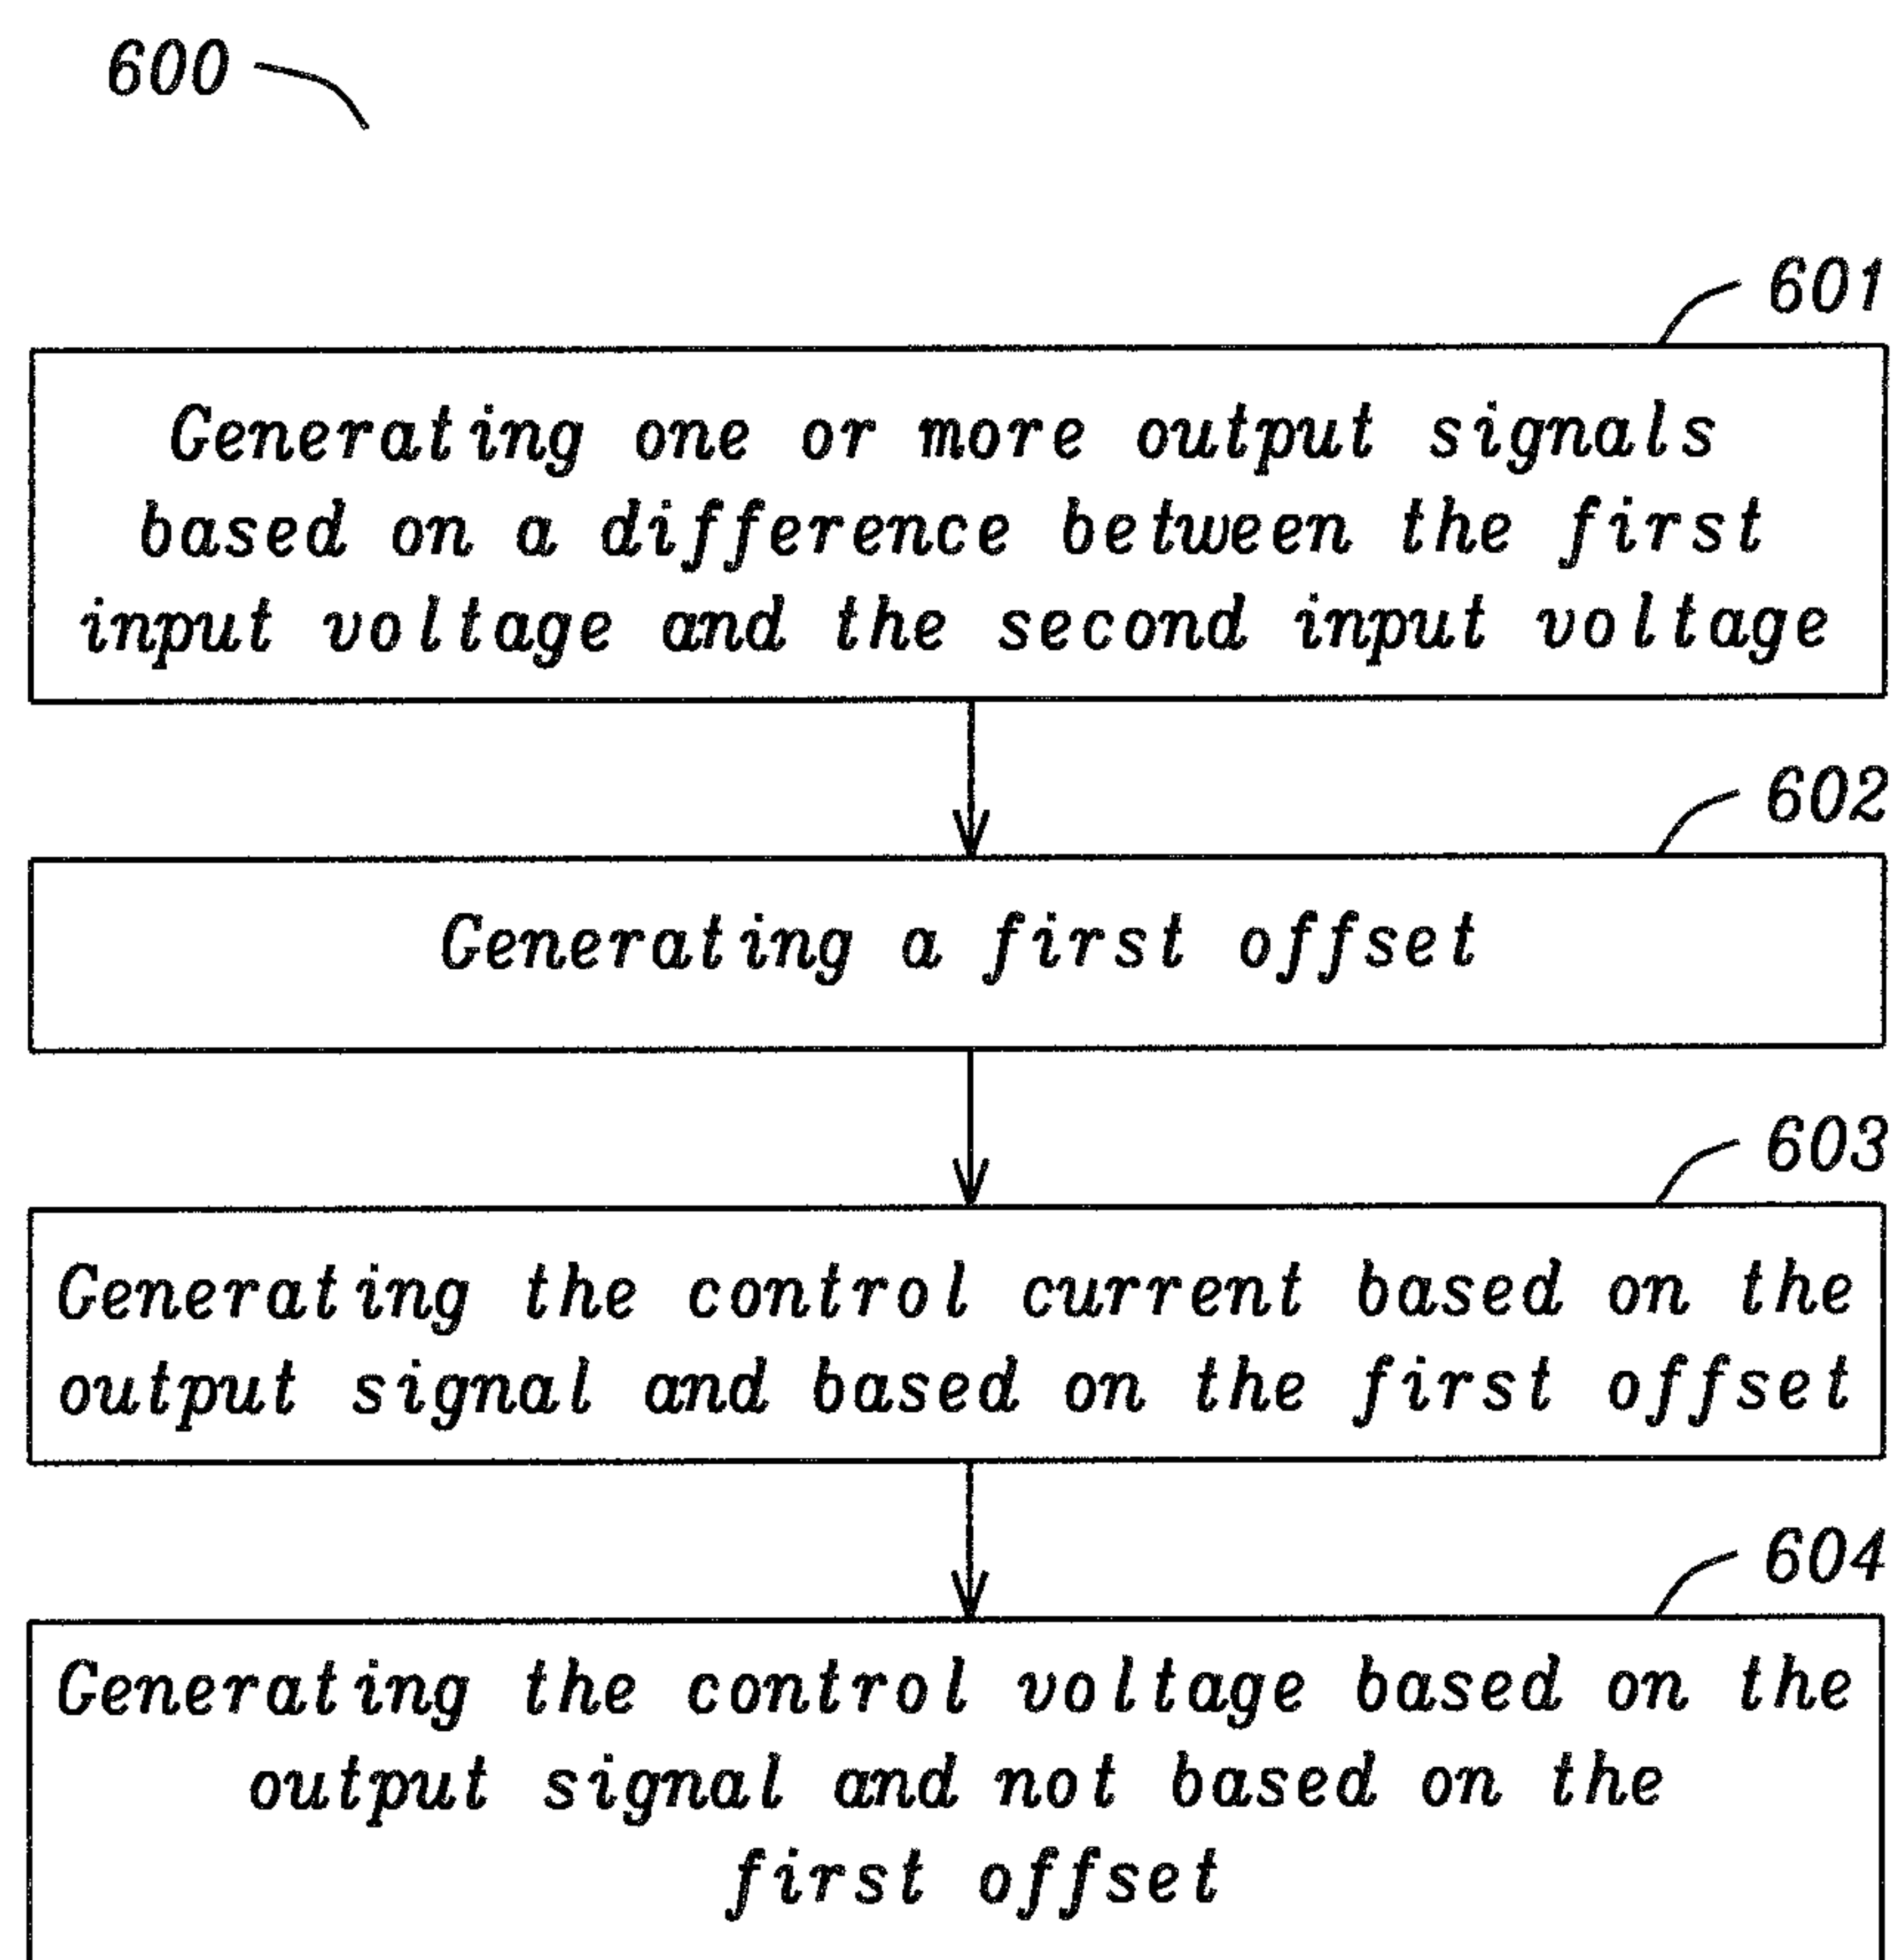 600
601
Generating one or more output signals
based on a difference between the first
input voltage and the second input voltage
602
Generating a first offset
603
Generating the control current based on the
output signal and based on the first offset
604
Generating the control voltage based on the
output signal and not based on the
first offset